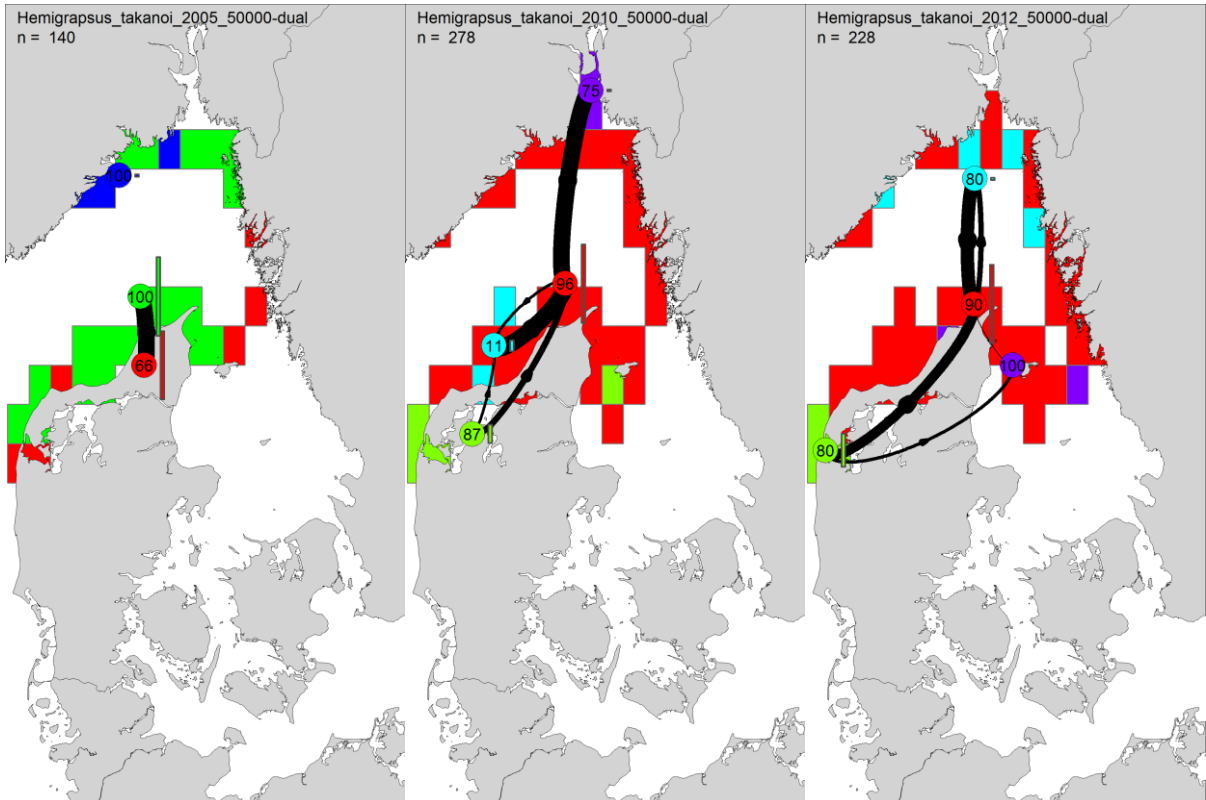 Hemigrapsus_takanoi_2005_50000-dual
n = 140
100
100
66
Hemigrapsus_takanoi_2010_50000-dual
n = 278
75
96
11
87
Hemigrapsus_takanoi_2012_50000-dual
n = 228
80
90
100
80